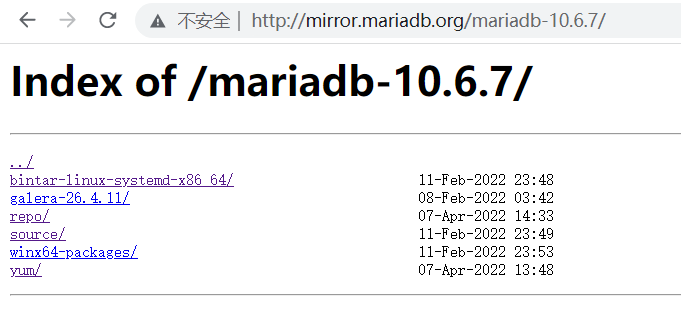 不安全 | http://mirror.mariadb.org/mariadb-10.6.7/
Index of /mariadb-10.6.7/
../
bintar-linux-systemd-x86_64/ 11-Feb-2022 23:48
galera-26.4.11/ 08-Feb-2022 03:42
repo/ 07-Apr-2022 14:33
source/ 11-Feb-2022 23:49
winx64-packages/ 11-Feb-2022 23:53
yum/ 07-Apr-2022 13:48